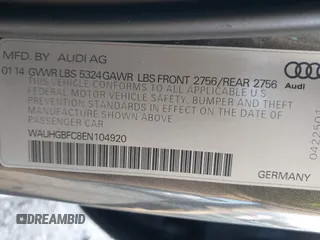 MFD. BY AUDI AG
01 14 GVWR LBS 5324 GAWR LBS FRONT 2756/REAR 2756
THIS VEHICLE CONFORMS TO ALL APPLICABLE U.S
FEDERAL MOTOR VEHICLE SAFETY, BUMPER AND THEFT
PREVENTION STANDARDS IN EFFECT ON THE DATE OF
MANUFACTURE SHOWN ABOVE
PASSENGER CAR
WAUHGBFC8EN104920
GERMANY
Audi
0422501
DREAMBID